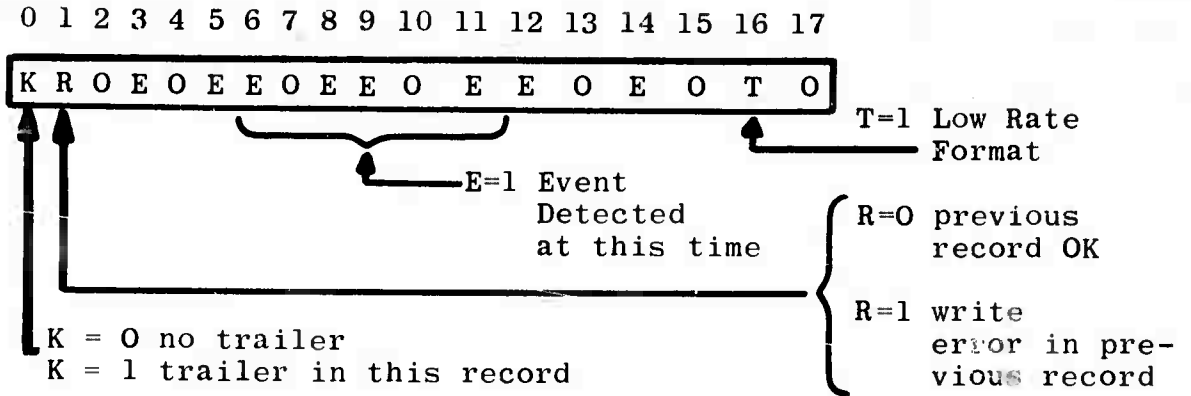 0 1 2 3 4 5 6 7 8 9 10 11 12 13 14 15 16 17
K R O E O E E O E E O E E O E O T O
T=1 Low Rate
Format
E=1 Event
Detected
at this time
R=O previous
record OK
R=1 write
error in pre-
vious record
K = O no trailer
K = 1 trailer in this record